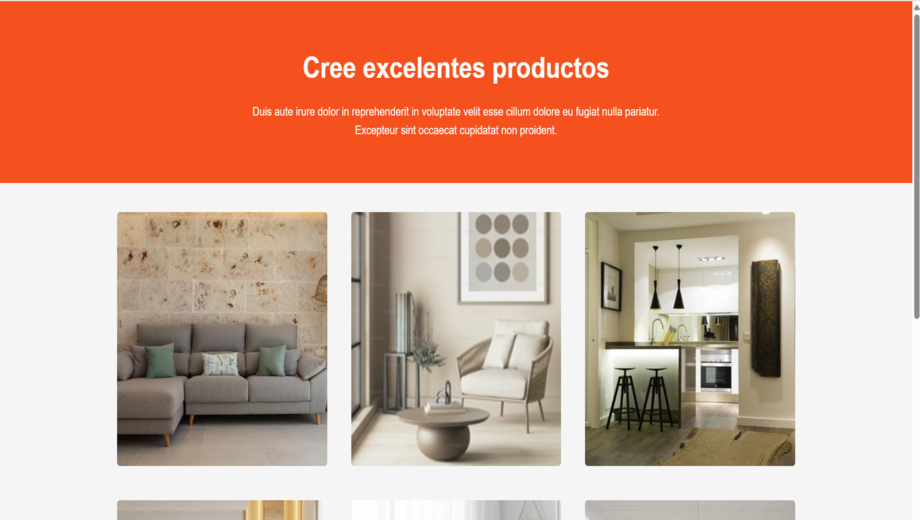 Cree excelentes productos
Duis aute irure dolor in reprehenderit in voluptate velit esse cillum dolore eu fugiat nulla pariatur.
Excepteur sint occaecat cupidatat non proident.